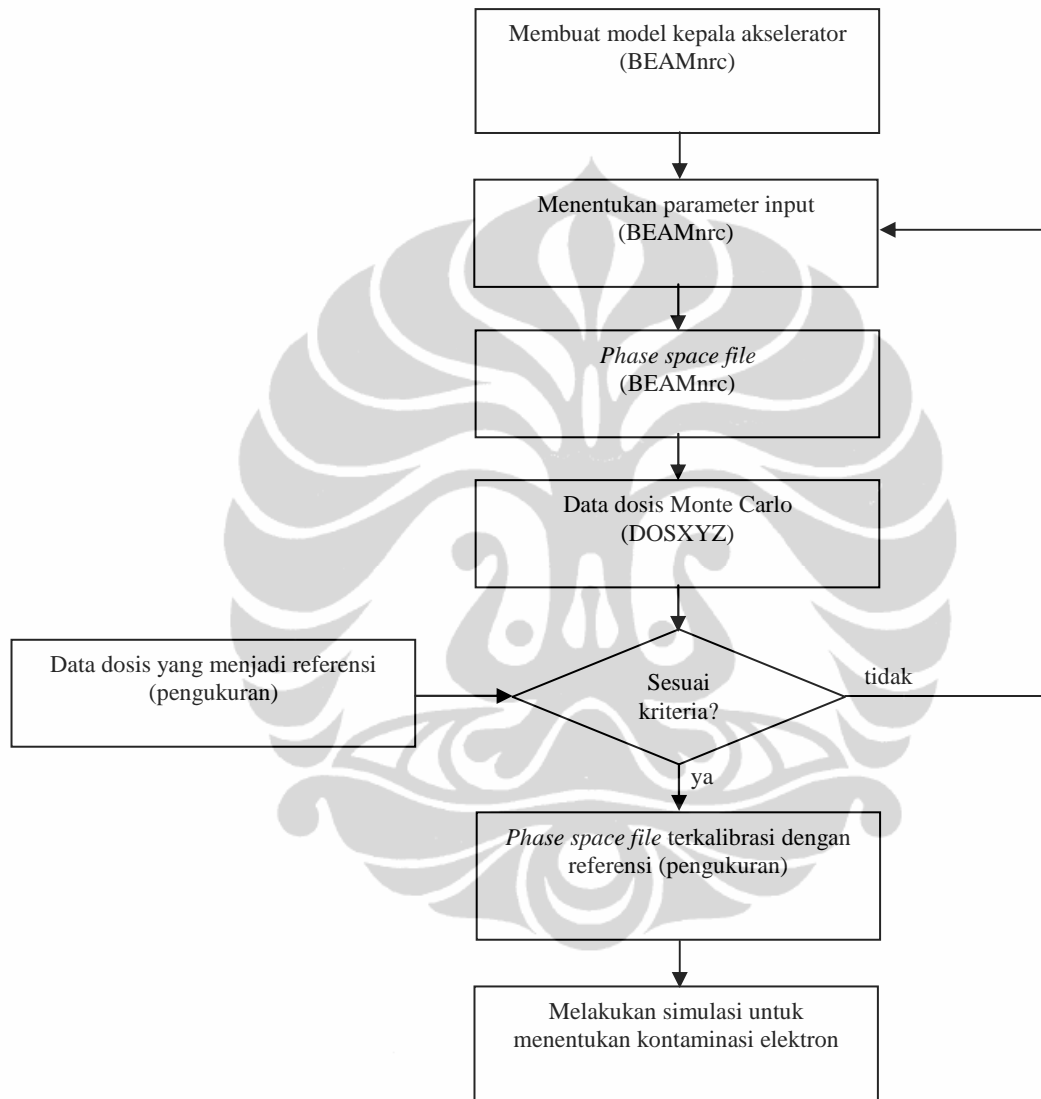 Membuat model kepala akselerator
(BEAMnrc)
Menentukan parameter input
(BEAMnrc)
Phase space file
(BEAMnrc)
Data dosis Monte Carlo
(DOSXYZ)
Data dosis yang menjadi referensi
(pengukuran)
Sesuai
kriteria?
tidak
ya
Phase space file terkalibrasi dengan
referensi (pengukuran)
Melakukan simulasi untuk
menentukan kontaminasi elektron